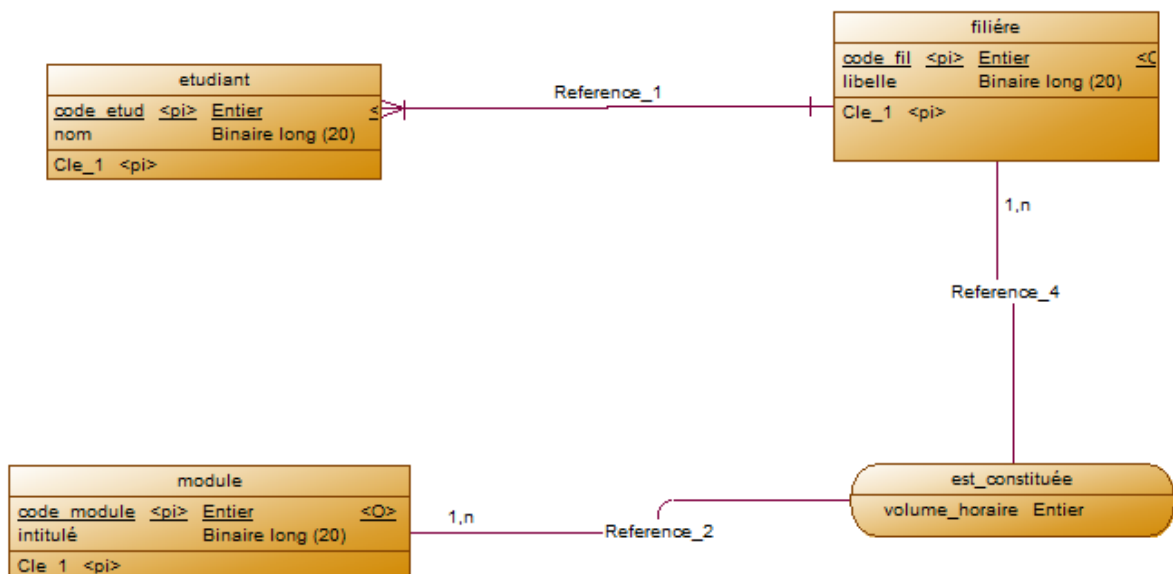 filiére
code_fil <pi> Entier
libelle Binaire long (20)
Cle_1 <pi>
etudiant
code_etud <pi> Entier
nom Binaire long (20)
Cle_1 <pi>
Reference_1
1,n
Reference_4
est_constituée
volume_horaire Entier
module
code_module <pi> Entier <O>
intitulé Binaire long (20)
Cle_1 <pi>
1,n
Reference_2